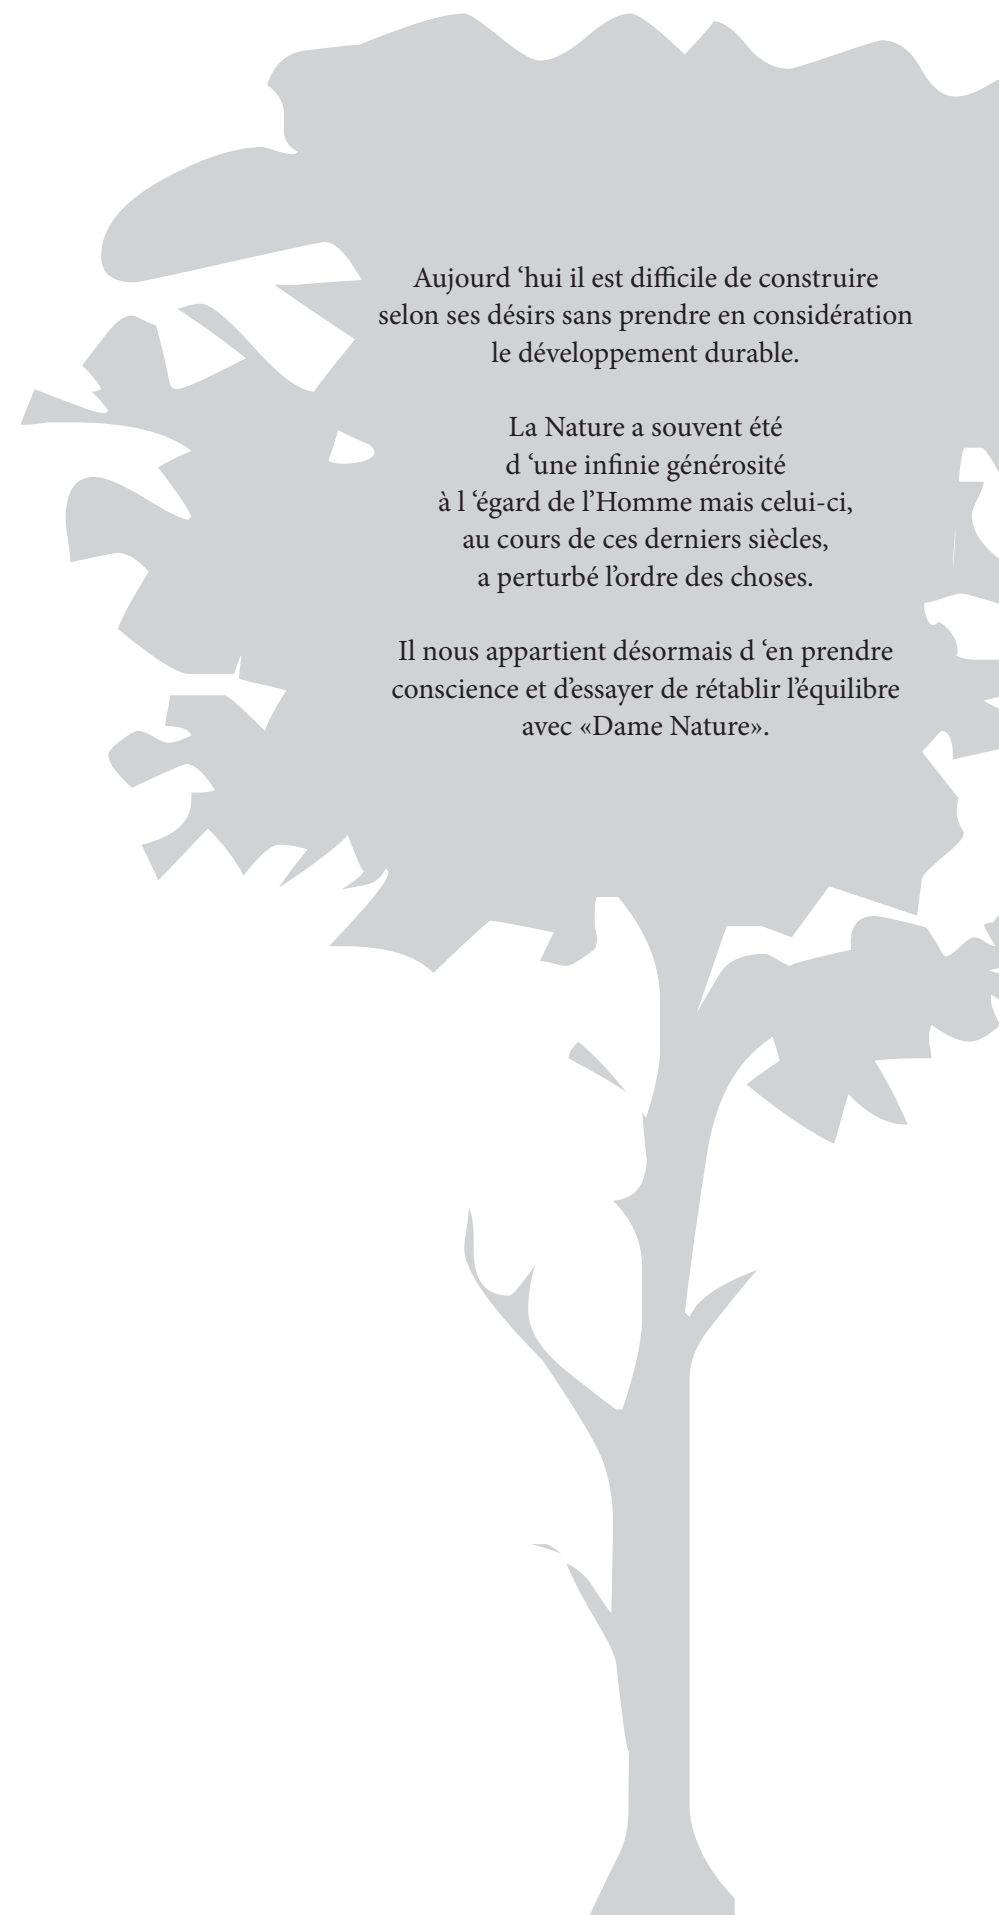 Aujourd ‘hui il est difficile de construire
selon ses désirs sans prendre en considération
le développement durable.
La Nature a souvent été
d ‘une infinie générosité
à l ‘égard de l’Homme mais celui-ci,
au cours de ces derniers siècles,
a perturbé l’ordre des choses.
Il nous appartient désormais d ‘en prendre
conscience et d’essayer de rétablir l’équilibre
avec «Dame Nature».